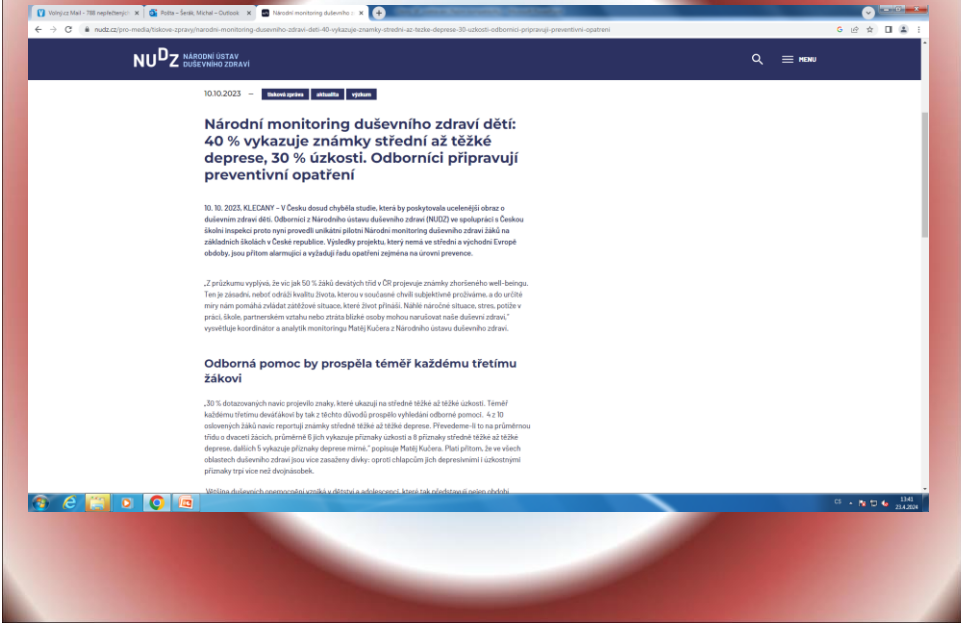 Volný.cz Mail - 788 nepřečtených
Pošta – Šerák, Michal – Outlook
Národní monitoring duševního z
nudz.cz/pro-media/tiskove-zpravy/narodni-monitoring-dusevniho-zdravi-deti-40-vykazuje-znamky-stredni-az-tezke-deprese-30-uzkosti-odbornici-pripravuji-preventivni-opatreni
NUDZ NÁRODNÍ ÚSTAV
DUŠEVNÍHO ZDRAVÍ
MENU
10.10.2023 – tisková zpráva aktualita výzkum
Národní monitoring duševního zdraví dětí:
40 % vykazuje známky střední až těžké
deprese, 30 % úzkosti. Odborníci připravují
preventivní opatření
10. 10. 2023, KLECANY – V Česku dosud chyběla studie, která by poskytovala ucelenější obraz o
duševním zdraví dětí. Odborníci z Národního ústavu duševního zdraví (NUDZ) ve spolupráci s Českou
školní inspekcí proto nyní provedli unikátní pilotní Národní monitoring duševního zdraví žáků na
základních školách v České republice. Výsledky projektu, který nemá ve střední a východní Evropě
obdoby, jsou přitom alarmující a vyžadují řadu opatření zejména na úrovni prevence.
„Z průzkumu vyplývá, že víc jak 50 % žáků devátých tříd v ČR projevuje známky zhoršeného well-beingu.
Ten je zásadní, neboť odráží kvalitu života, kterou v současné chvíli subjektivně prožíváme, a do určité
míry nám pomáhá zvládat zátěžové situace, které život přináší. Náhlé náročné situace, stres, potíže v
práci, škole, partnerském vztahu nebo ztráta blízké osoby mohou narušovat naše duševní zdraví,"
vysvětluje koordinátor a analytik monitoringu Matěj Kučera z Národního ústavu duševního zdraví.
Odborná pomoc by prospěla téměř každému třetímu
žákovi
„30 % dotazovaných navíc projevilo znaky, které ukazují na středně těžké až těžké úzkosti. Téměř
každému třetímu deváťákovi by tak z těchto důvodů prospělo vyhledání odborné pomoci. 4 z 10
oslovených žáků navíc reportují známky středně těžké až těžké deprese. Převedeme-li to na průměrnou
třídu o dvaceti žácích, průměrně 6 jich vykazuje příznaky úzkosti a 8 příznaky středně těžké až těžké
deprese, dalších 5 vykazuje příznaky deprese mírné," popisuje Matěj Kučera. Platí přitom, že ve všech
oblastech duševního zdraví jsou více zasaženy dívky: oproti chlapcům jich depresivními i úzkostnými
příznaky trpí více než dvojnásobek.
Většina duševních onemocnění vzniká v dětství a adolescenci, které tak představují nejen období
CS
13:41
23.4.2024